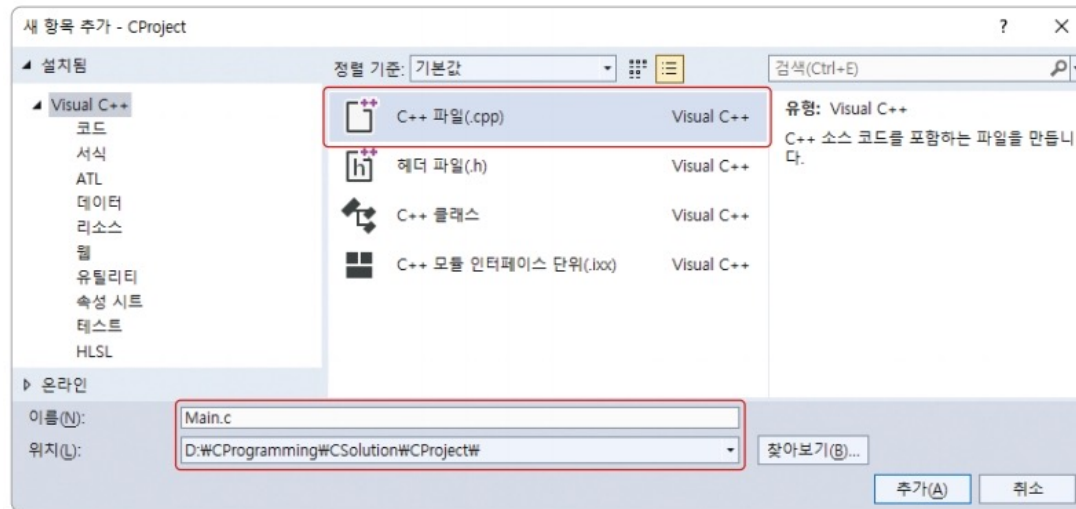 새 항목 추가 - CProject
? ×
설치됨
정렬 기준: 기본값
검색(Ctrl+E)
Visual C++
코드
서식
ATL
데이터
리소스
웹
유틸리티
속성 시트
테스트
HLSL
온라인
C++ 파일(.cpp) Visual C++
헤더 파일(.h) Visual C++
C++ 클래스 Visual C++
C++ 모듈 인터페이스 단위(.ixx) Visual C++
유형: Visual C++
C++ 소스 코드를 포함하는 파일을 만듭니
다.
이름(N): Main.c
위치(L): D:₩CProgramming₩CSolution₩CProject₩
찾아보기(B)...
추가(A) 취소